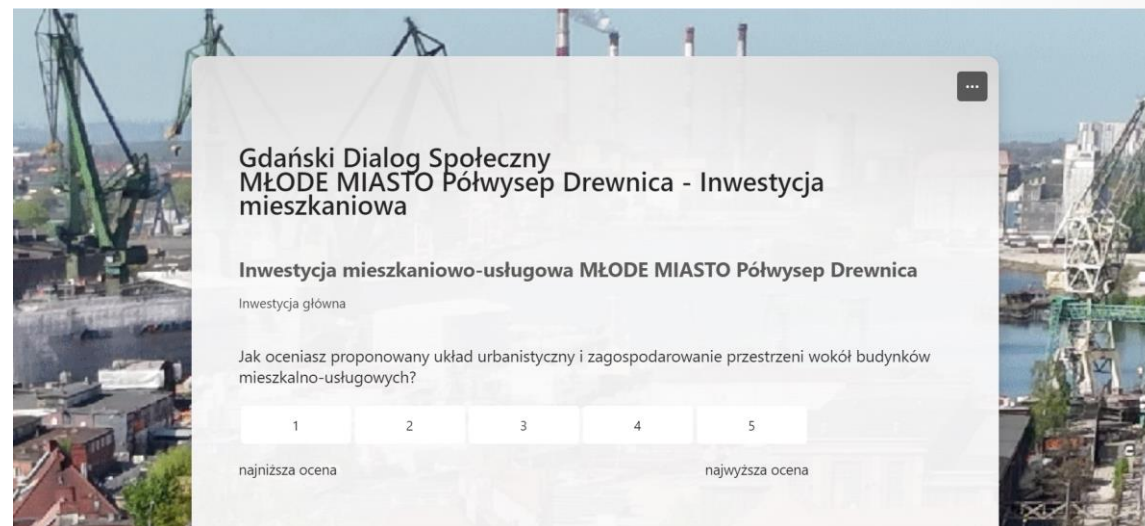 Gdański Dialog Społeczny
MŁODE MIASTO Półwysep Drewnica - Inwestycja
mieszkaniowa
Inwestycja mieszkaniowo-usługowa MŁODE MIASTO Półwysep Drewnica
Inwestycja główna
Jak oceniasz proponowany układ urbanistyczny i zagospodarowanie przestrzeni wokół budynków
mieszkalno-usługowych?
1 2 3 4 5
najniższa ocena najwyższa ocena